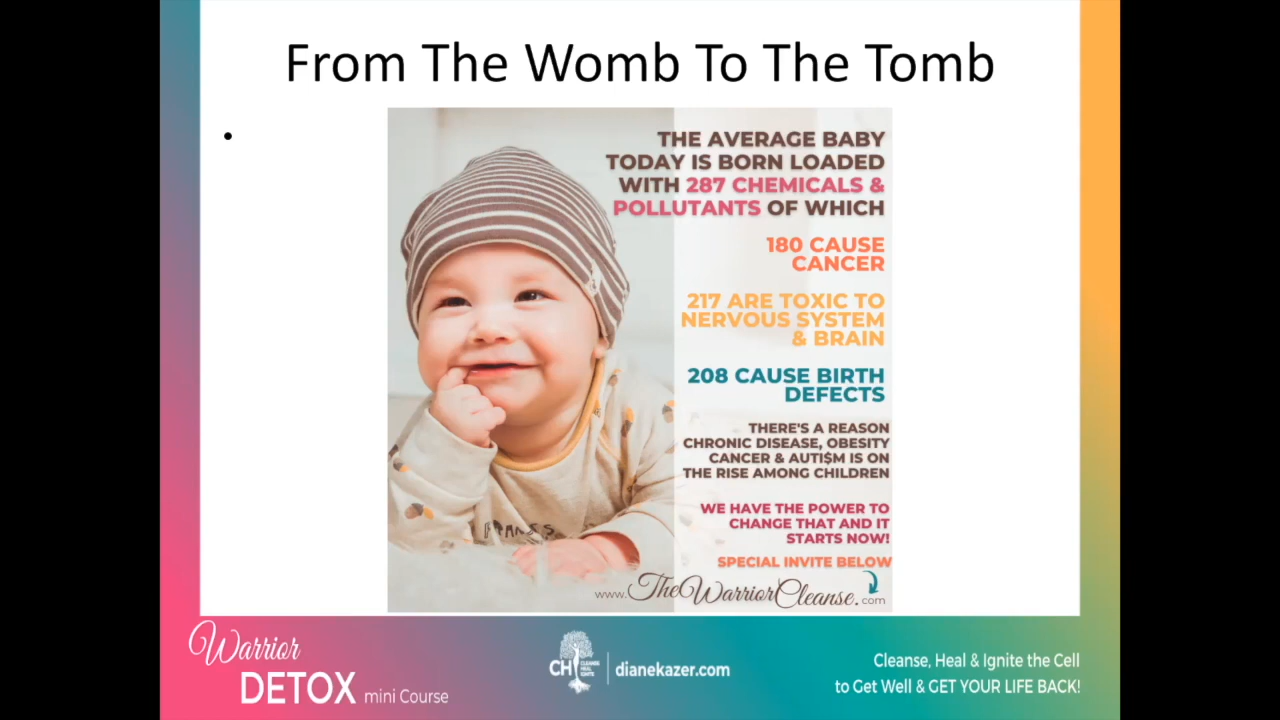 From The Womb To The Tomb
•
THE AVERAGE BABY
TODAY IS BORN LOADED
WITH 287 CHEMICALS &
POLLUTANTS OF WHICH
180 CAUSE
CANCER
217 ARE TOXIC TO
NERVOUS SYSTEM
& BRAIN
208 CAUSE BIRTH
DEFECTS
THERE'S A REASON
CHRONIC DISEASE, OBESITY
CANCER & AUTI$M IS ON
THE RISE AMONG CHILDREN
WE HAVE THE POWER TO
CHANGE THAT AND IT
STARTS NOW!
SPECIAL INVITE BELOW
www.TheWarriorCleanse.com
Warrior
DETOX mini Course
CH CLEANSE
HEAL
IGNITE
dianekazer.com
Cleanse, Heal & Ignite the Cell
to Get Well & GET YOUR LIFE BACK!